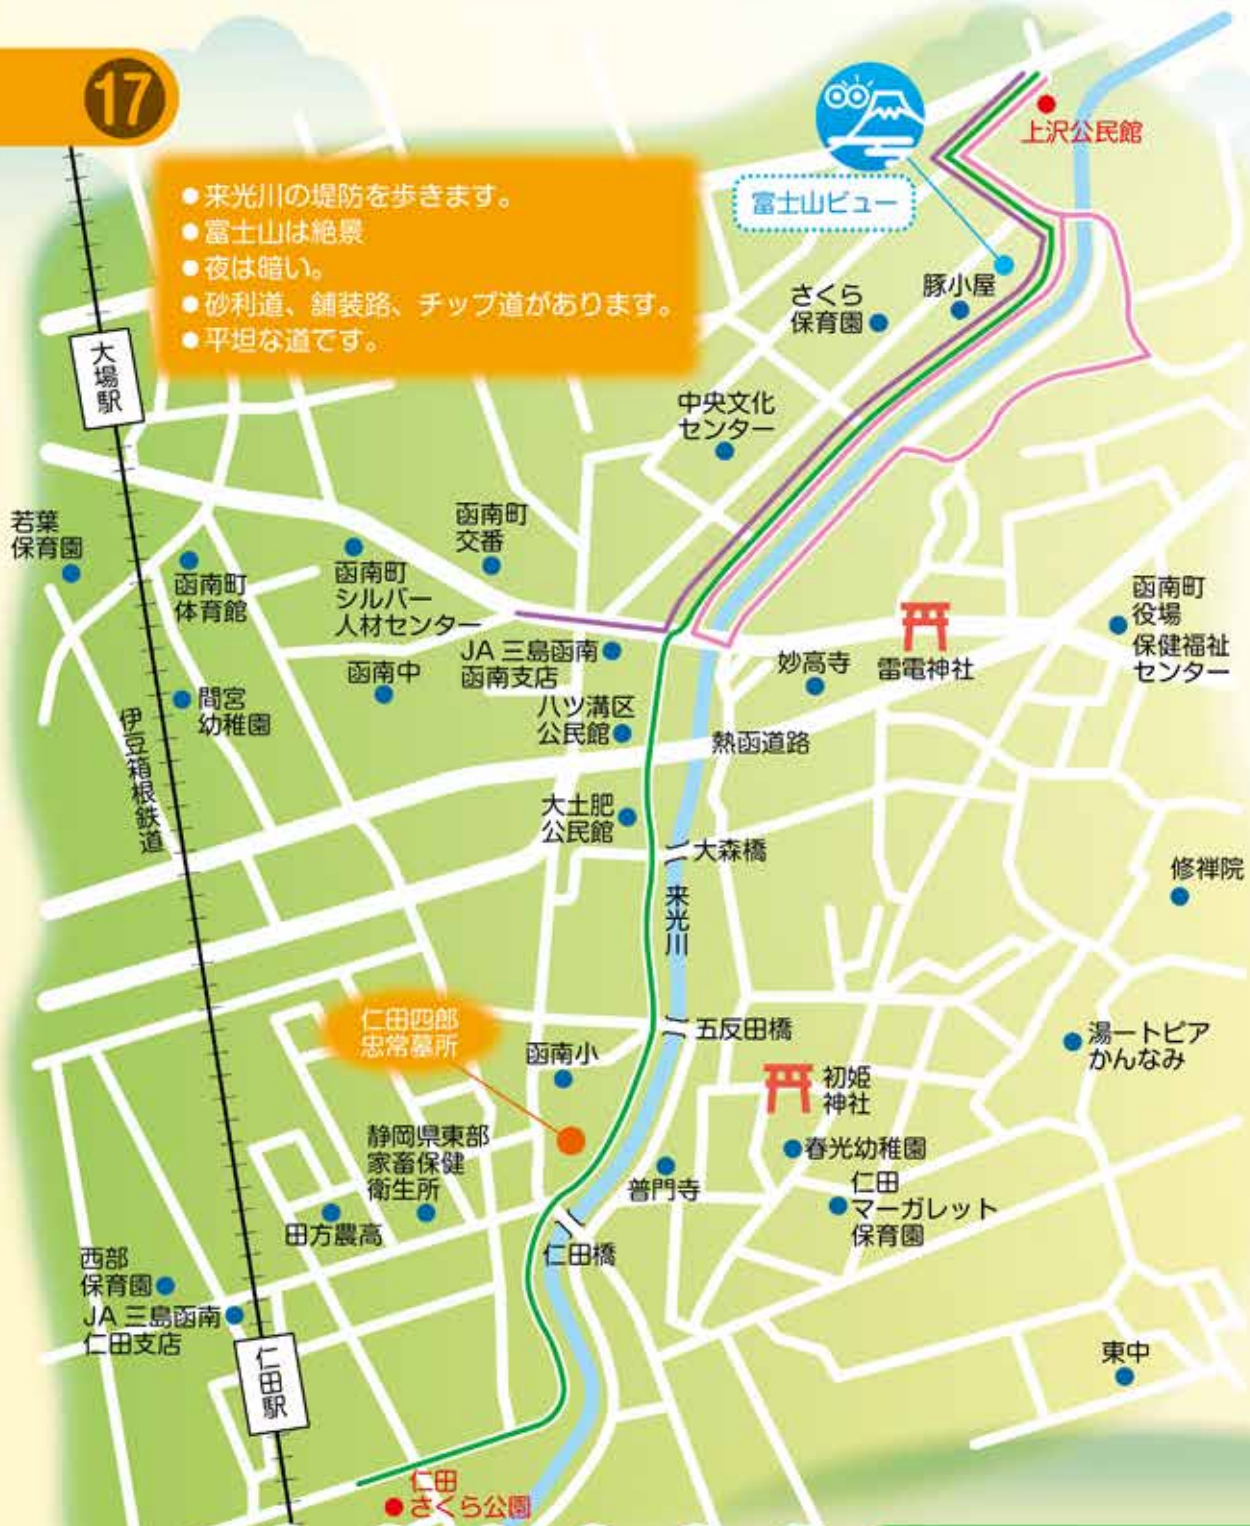 17
●来光川の堤防を歩きます。
●富士山は絶景
●夜は暗い。
●砂利道、舗装路、チップ道があります。
●平坦な道です。
上沢公民館
富士山ビュー
豚小屋
さくら
保育園
大場駅
中央文化
センター
若葉
保育園
函南町
体育館
函南町
シルバー
人材センター
函南町
交番
函南町
役場
保健福祉
センター
雷電神社
妙高寺
JA 三島函南
函南支店
函南中
間宮
幼稚園
八ツ溝区
公民館
伊豆箱根鉄道
熱函道路
大土肥
公民館
大森橋
来光川
修禅院
仁田四郎
忠常墓所
函南小
五反田橋
湯ートピア
かんなみ
初姫
神社
春光幼稚園
静岡県東部
家畜保健
衛生所
普門寺
仁田
マーガレット
保育園
田方農高
仁田橋
西部
保育園
JA 三島函南
仁田支店
仁田駅
東中
仁田
さくら公園